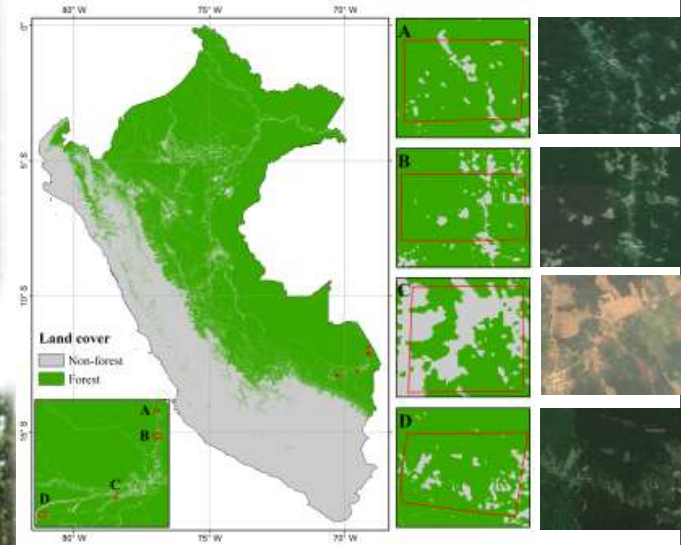 80° W
75° W
70° W
0°
5° S
10° S
15° S
Land cover
Non-forest
Forest
A
B
C
D
A
B
C
D
80° W
75° W
70° W